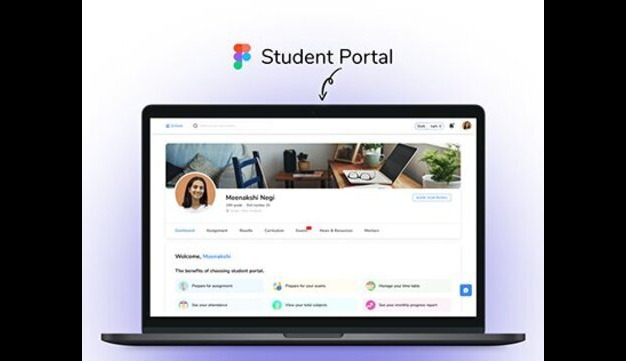 Student Portal
Meenakshi Negi
Dashboard Assignment Results Curriculum Exams News & Resources Mentors
Welcome, Meenakshi
The benefits of choosing student portal.
Prepare for assignment Prepare for your exams Manage your time table
See your attendance View your total subjects See your monthly progress report